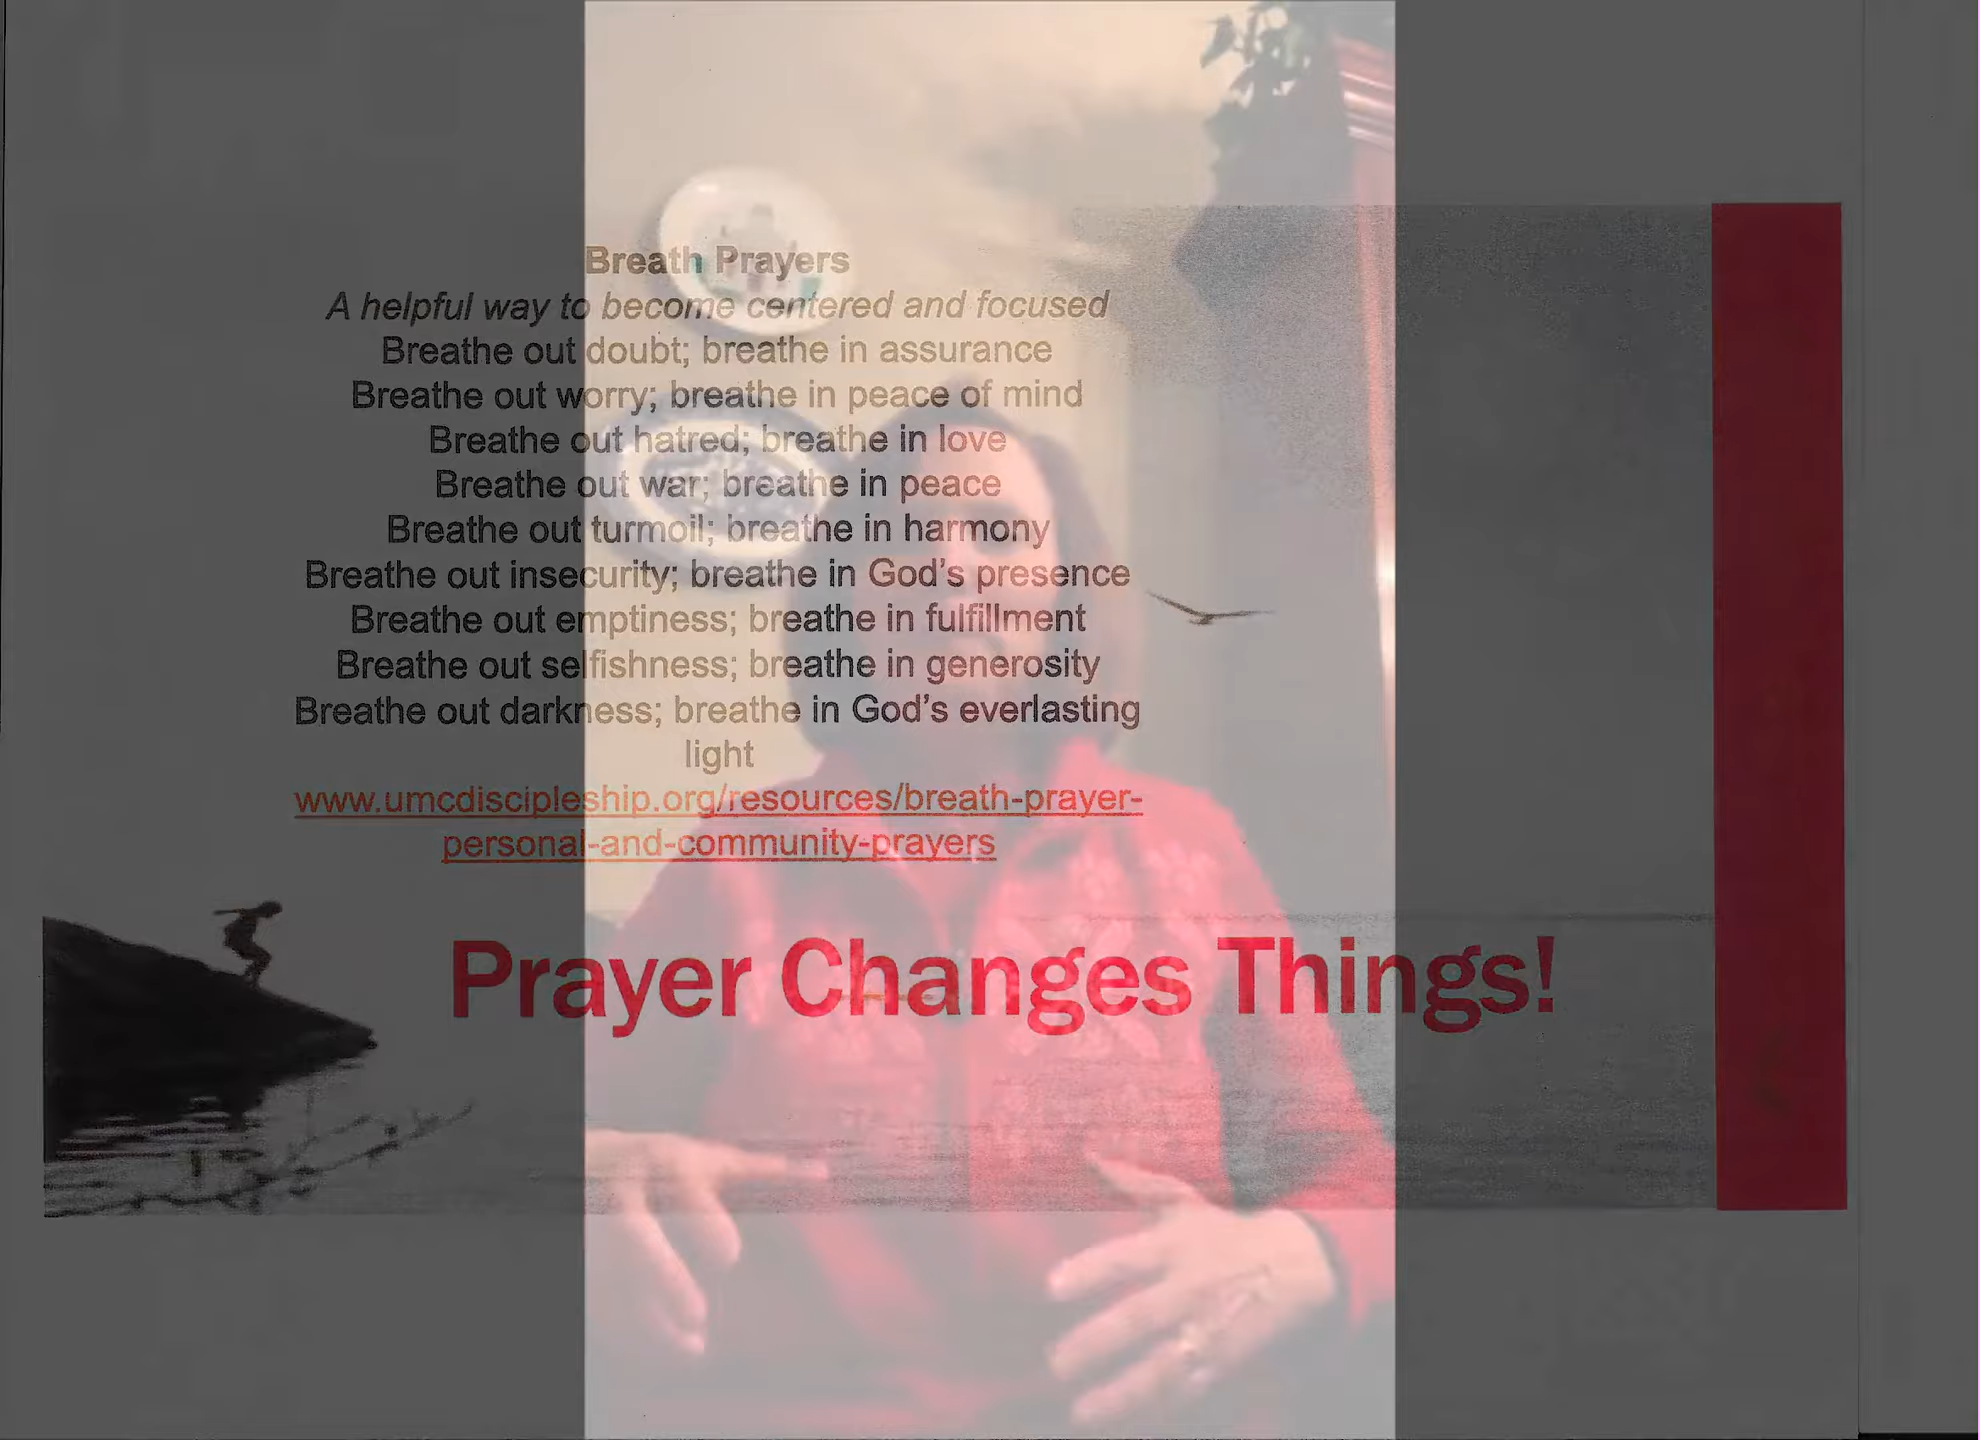 Breath Prayers
A helpful way to become centered and focused
Breathe out doubt; breathe in assurance
Breathe out worry; breathe in peace of mind
Breathe out hatred; breathe in love
Breathe out war; breathe in peace
Breathe out turmoil; breathe in harmony
Breathe out insecurity; breathe in God's presence
Breathe out emptiness; breathe in fulfillment
Breathe out selfishness; breathe in generosity
Breathe out darkness; breathe in God's everlasting
light
www.umcdiscipleship.org/resources/breath-prayer-
personal-and-community-prayers
Prayer Changes Things!